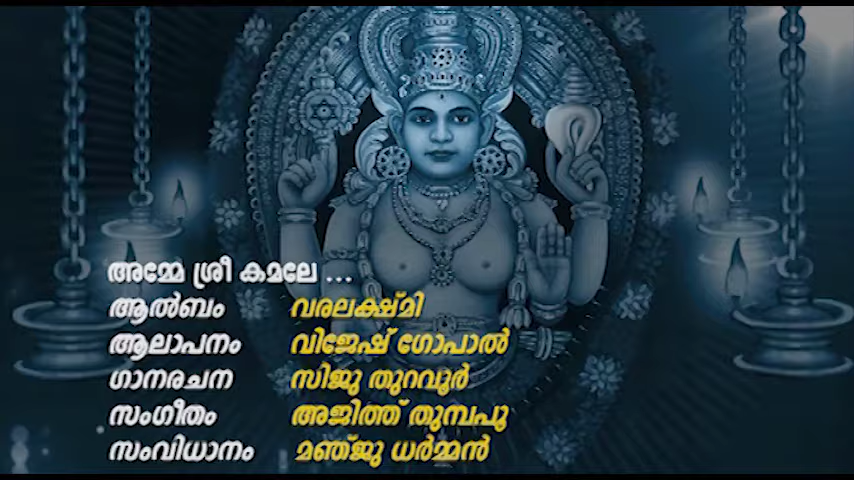 അമ്മേ ശ്രീ കമലേ ...
ആൽബം വരലക്ഷ്മി
ആലാപനം വിജേഷ് ഗോപാൽ
ഗാനരചന സിജു തുറവൂർ
സംഗീതം അജിത്ത് തുമ്പപൂ
സംവിധാനം മഞ്ജു ധർമ്മൻ